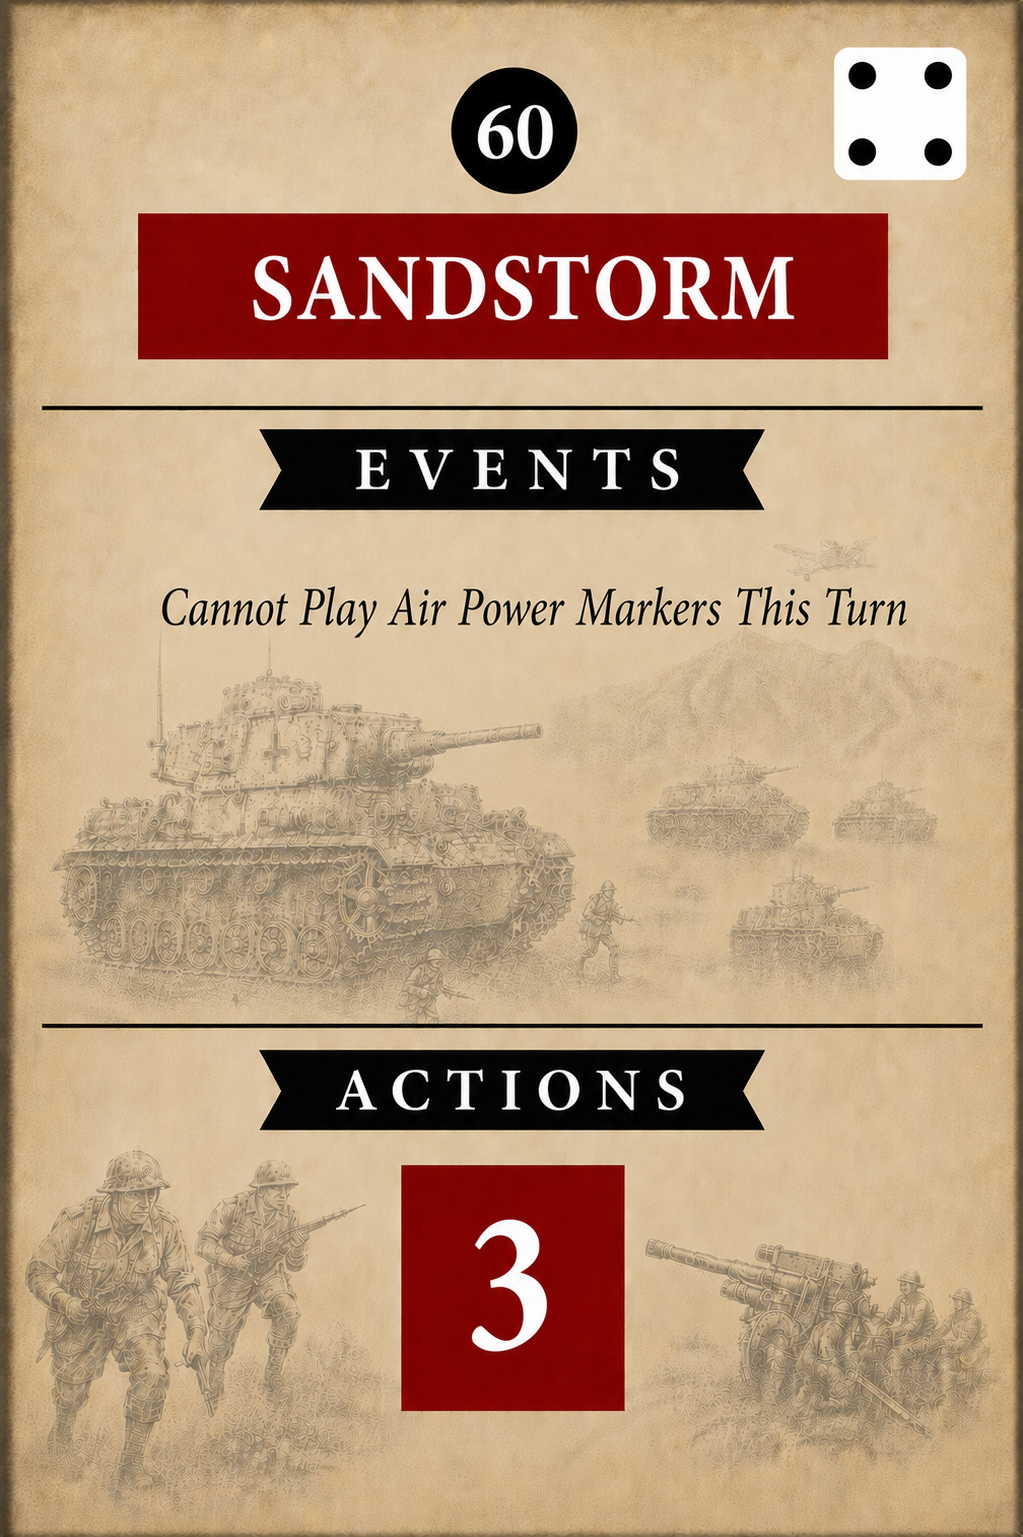 60
SANDSTORM
EVENTS
Cannot Play Air Power Markers This Turn
ACTIONS
3